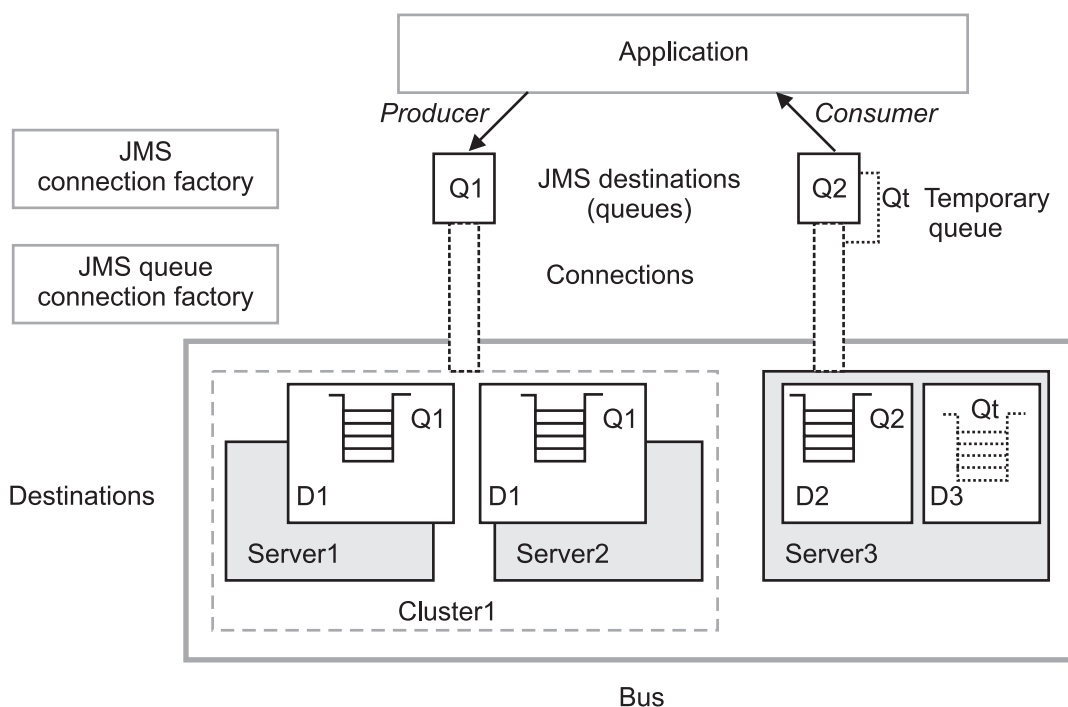 Application
Producer
Consumer
JMS
connection factory
Q1
JMS destinations
(queues)
Q2
Qt Temporary
queue
JMS queue
connection factory
Connections
Q1
Q1
Q2
Qt
Destinations
D1
D1
D2
D3
Server1
Server2
Server3
Cluster1
Bus